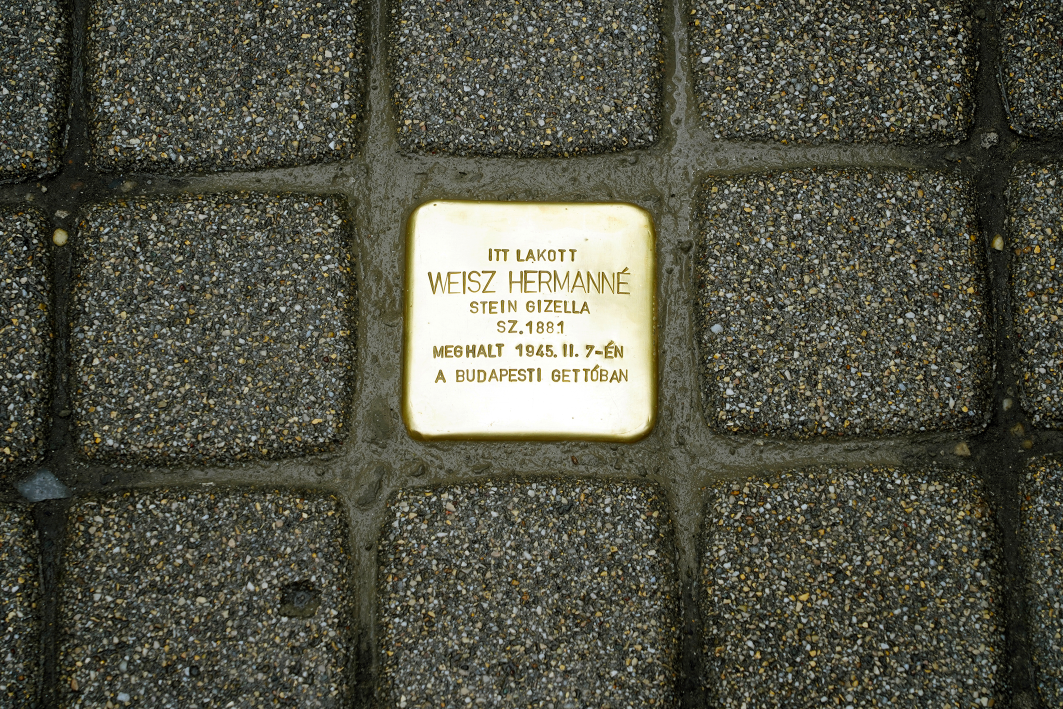 ITT LAKOTT
WEISZ HERMANNÉ
STEIN GIZELLA
SZ.1881
MEGHALT 1945. II. 7-ÉN
A BUDAPESTI GETTÓBAN